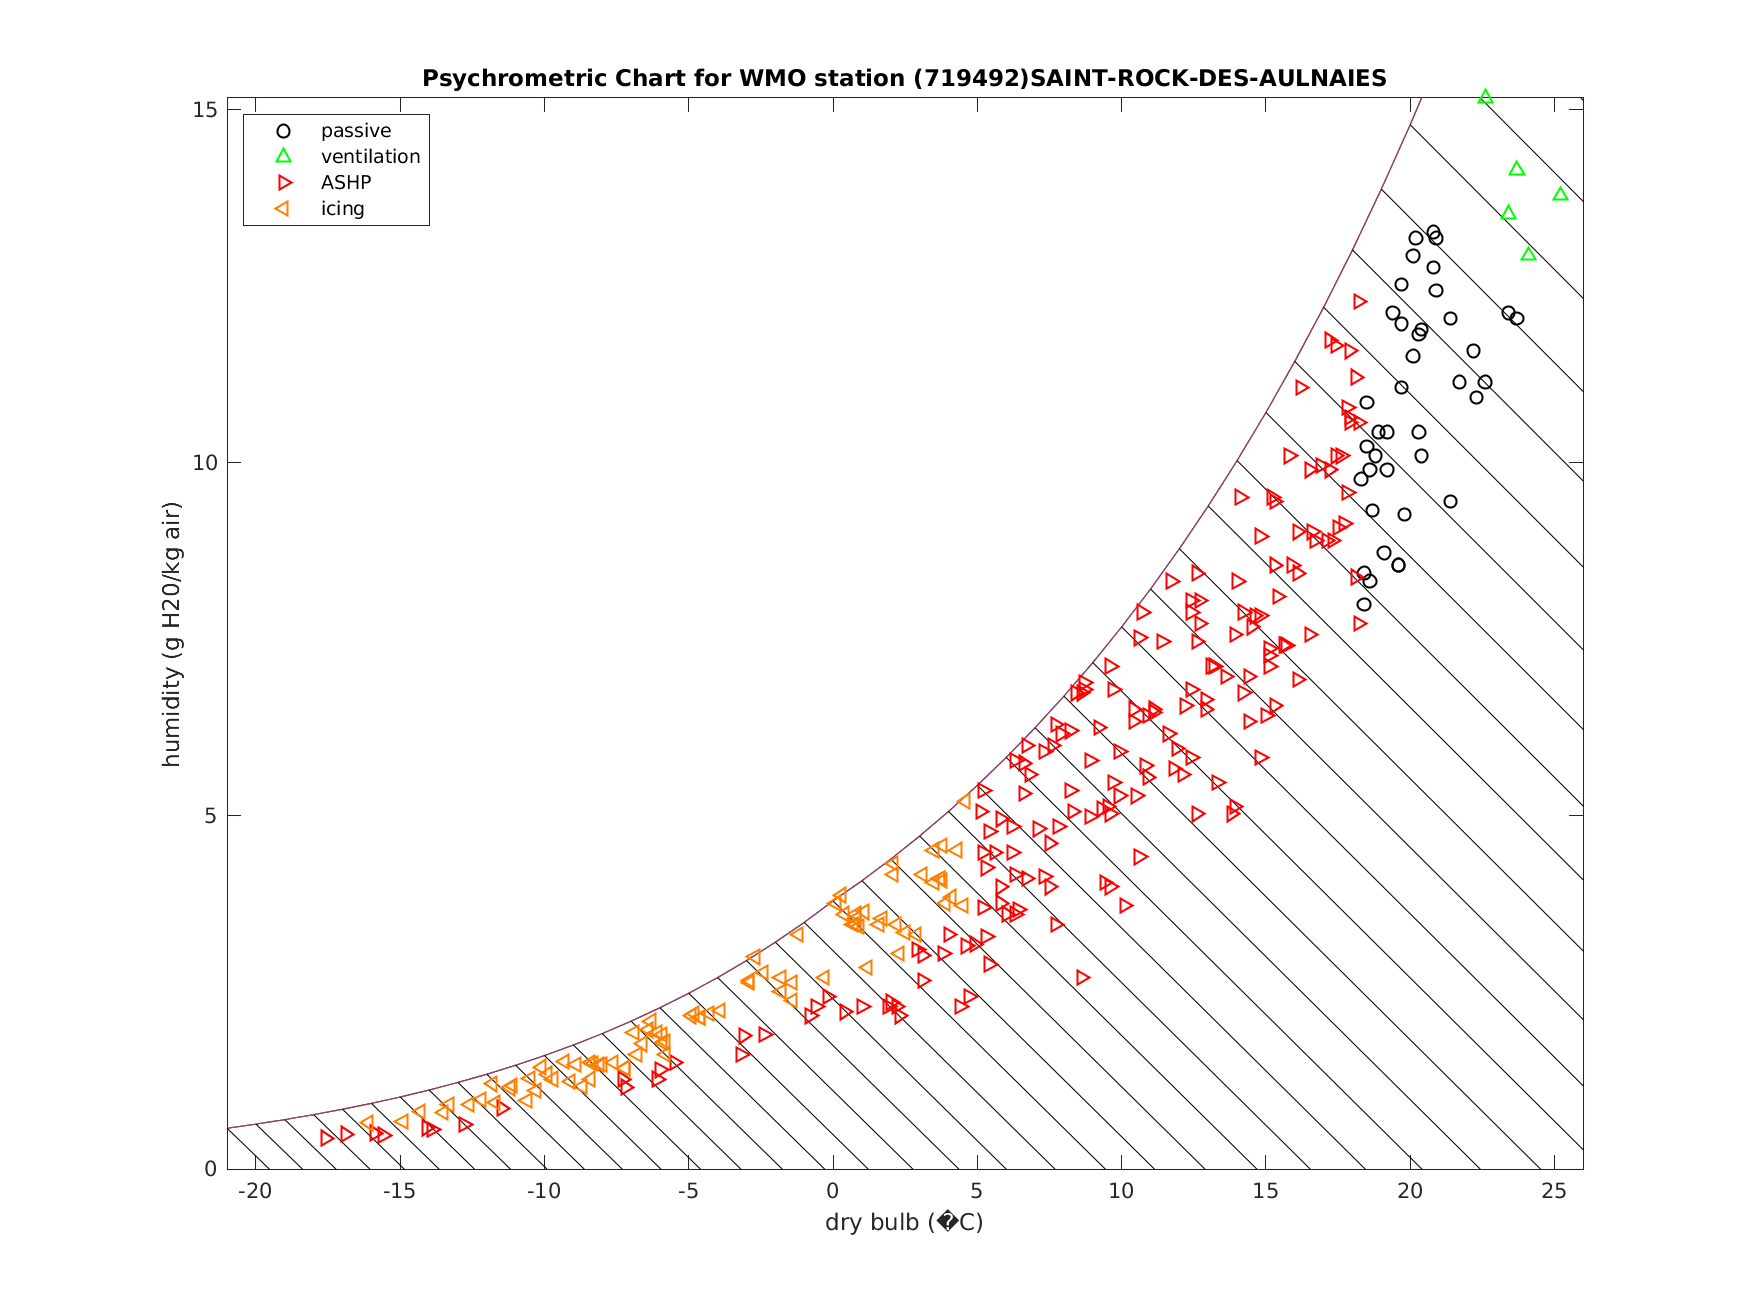 Psychrometric Chart for WMO station (719492)SAINT-ROCK-DES-AULNAIES
passive
ventilation
ASHP
icing
humidity (g H20/kg air)
15
10
5
0
-20 -15 -10 -5 0 5 10 15 20 25
dry bulb (�C)